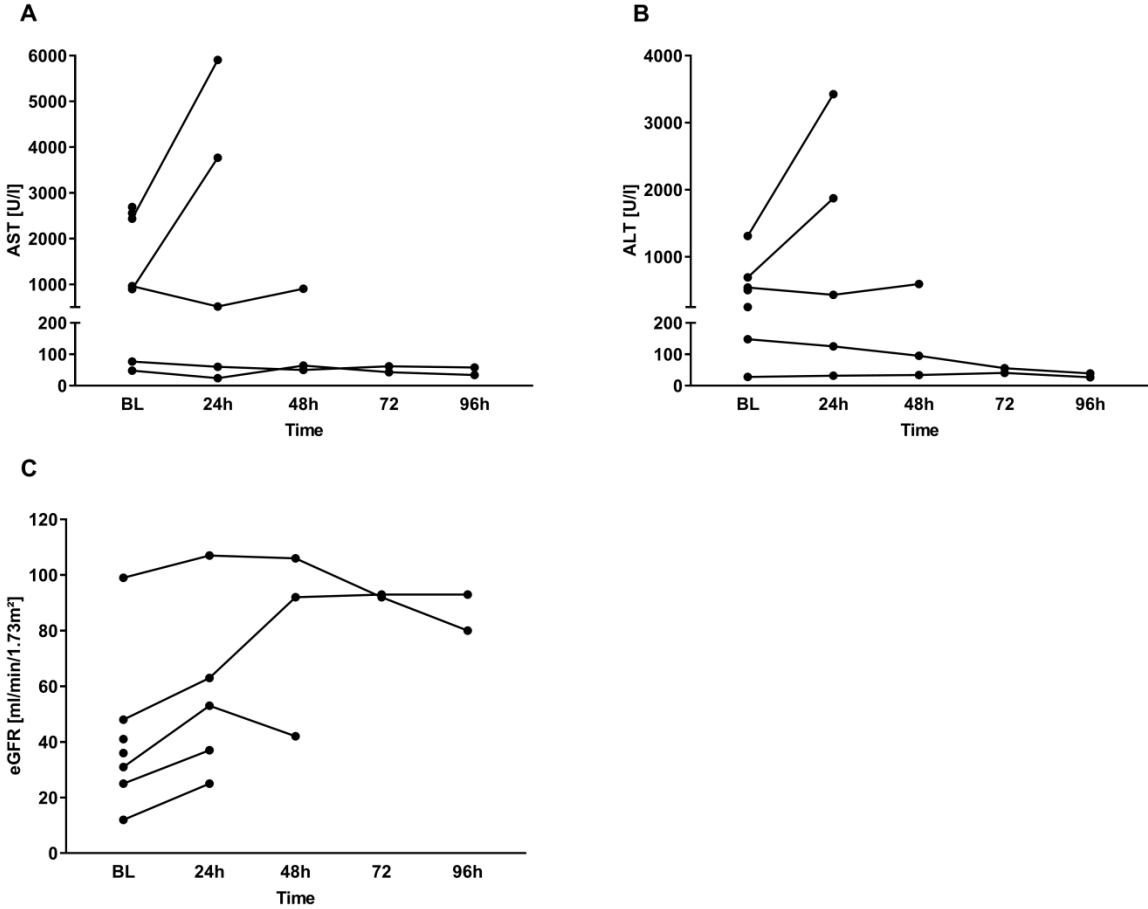 A
AST [U/l]
6000
5000
4000
3000
2000
1000
200
100
0
BL 24h 48h 72 96h
Time
B
ALT [U/l]
4000
3000
2000
1000
200
100
0
BL 24h 48h 72 96h
Time
C
eGFR [ml/min/1.73m²]
120
100
80
60
40
20
0
BL 24h 48h 72 96h
Time